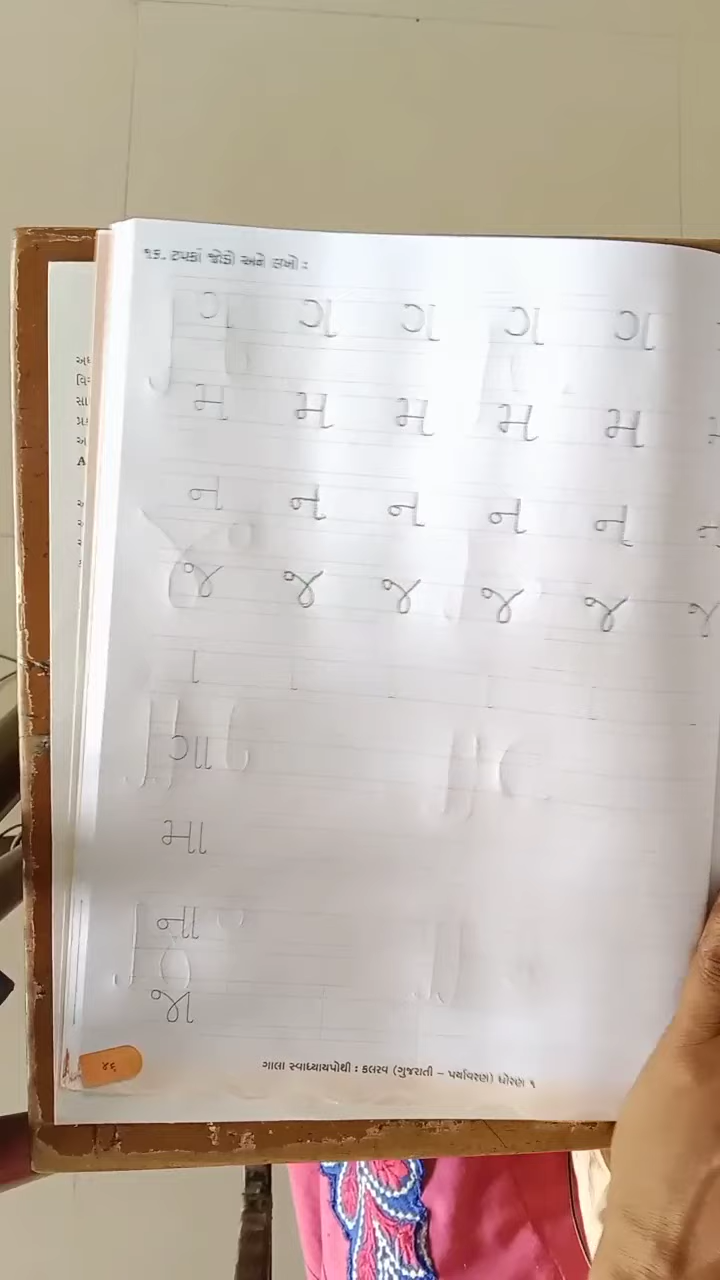 ૧૬. ટપકાં જોડો અને લખો :
ગ ગ ગ ગ ગ
મ મ મ મ મ
ન ન ન ન ન ન
જ જ જ જ જ જ
ા
ગા
મા
ના
જા
૪૬
ગાલા સ્વાધ્યાયપોથી : કલરવ (ગુજરાતી – પર્યાવરણ) ધોરણ ૧